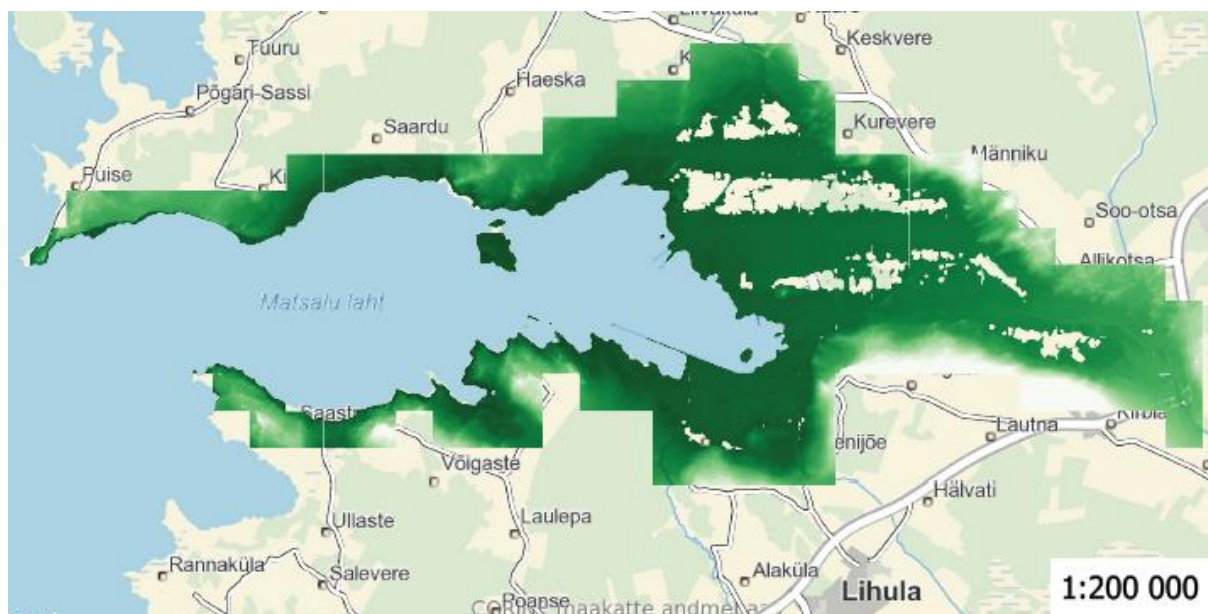 Keskvere
Tuuru
Haeska
Põgari-Sassi
Saardu
Kurevere
Männiku
Puise
Soo-otsa
Allikotsa
Matsalu laht
Lautna
Võigaste
Hälvati
Ullaste
Laulepa
Rannaküla
Salevere
Alaküla
Lihula
1:200 000
Poanse